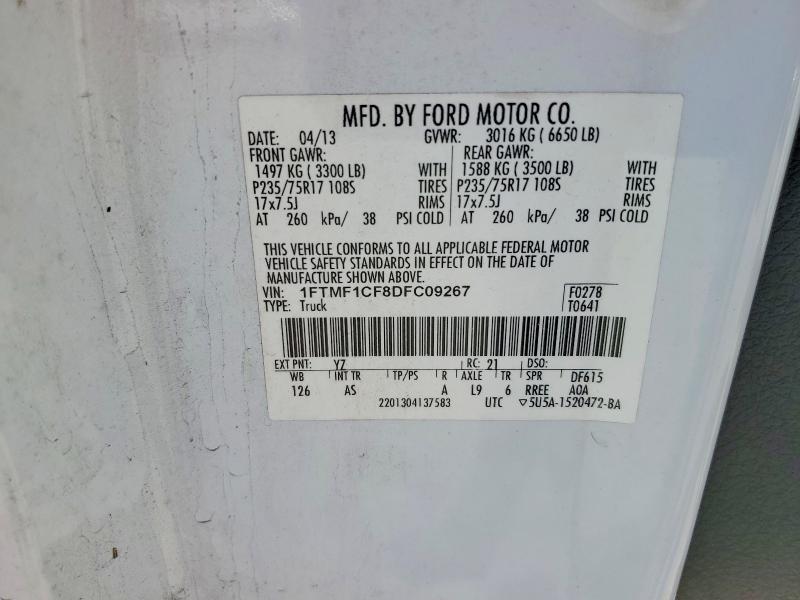 MFD. BY FORD MOTOR CO.
DATE: 04/13 GVWR: 3016 KG ( 6650 LB)
FRONT GAWR: REAR GAWR:
1497 KG ( 3300 LB) WITH 1588 KG ( 3500 LB) WITH
P235/75R17 108S TIRES P235/75R17 108S TIRES
17x7.5J RIMS 17x7.5J RIMS
AT 260 kPa/ 38 PSI COLD AT 260 kPa/ 38 PSI COLD
THIS VEHICLE CONFORMS TO ALL APPLICABLE FEDERAL MOTOR
VEHICLE SAFETY STANDARDS IN EFFECT ON THE DATE OF
MANUFACTURE SHOWN ABOVE.
VIN: 1FTMF1CF8DFC09267 F0278
TYPE: Truck T0641
EXT PNT: YZ RC: 21 DSO:
WB INT TR TP/PS R AXLE TR SPR DF615
126 AS A L9 6 RREE AOA
2201304137583 UTC ▽5U5A-1520472-BA